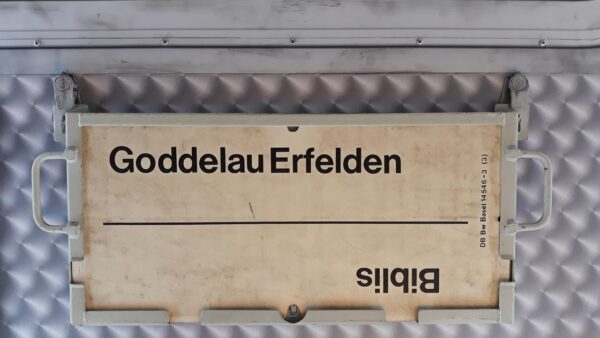 Goddelau Erfelden
Biblis
DB Bw Basel 14546-3 (3)